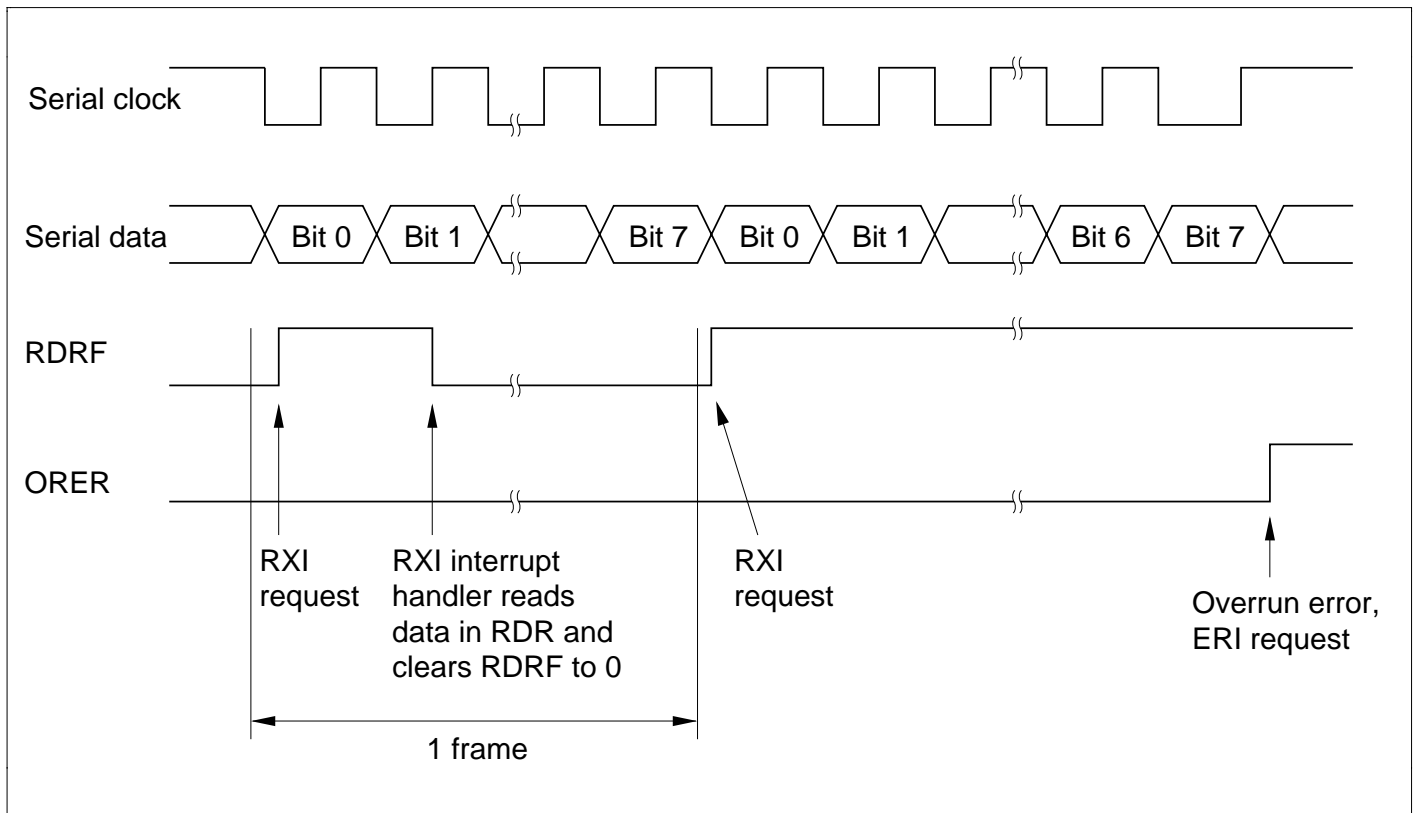 Serial clock
Serial data
Bit 0
Bit 1
Bit 7
Bit 0
Bit 1
Bit 6
Bit 7
RDRF
ORER
RXI
request
RXI interrupt
handler reads
data in RDR and
clears RDRF to 0
RXI
request
Overrun error,
ERI request
1 frame